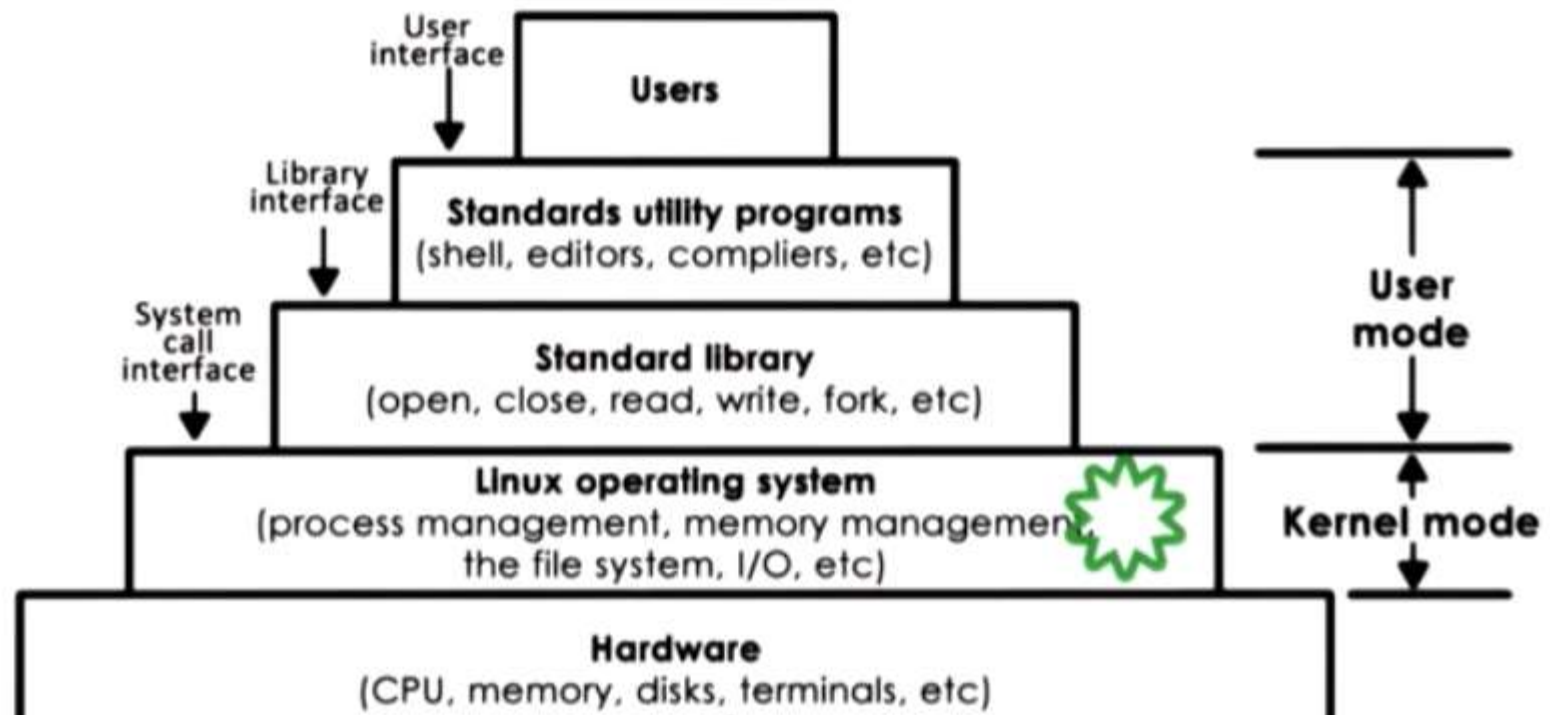 User
interface
Users
Library
interface
Standards utility programs
(shell, editors, compliers, etc)
User
mode
System
call
interface
Standard library
(open, close, read, write, fork, etc)
Linux operating system
(process management, memory management,
the file system, I/O, etc)
Kernel mode
Hardware
(CPU, memory, disks, terminals, etc)